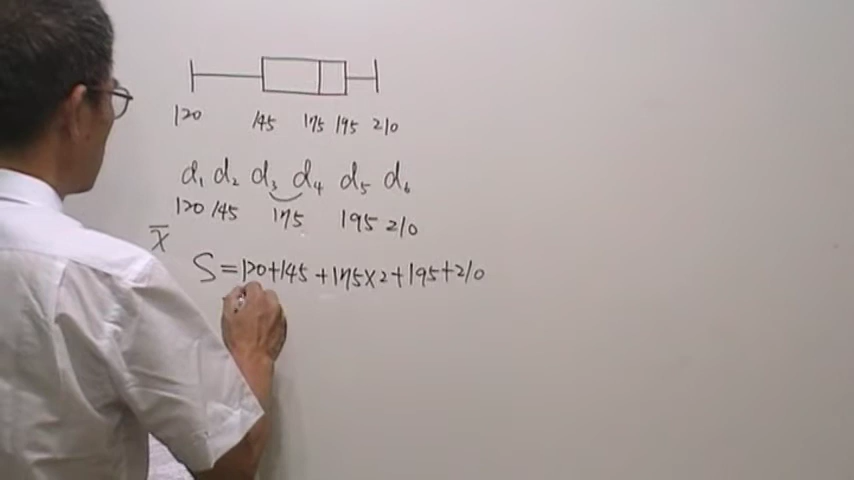 120 145 175 195 210
d₁ d₂ d₃ d₄ d₅ d₆
120 145 175 195 210
x̄
S=120+145+175×2+195+210